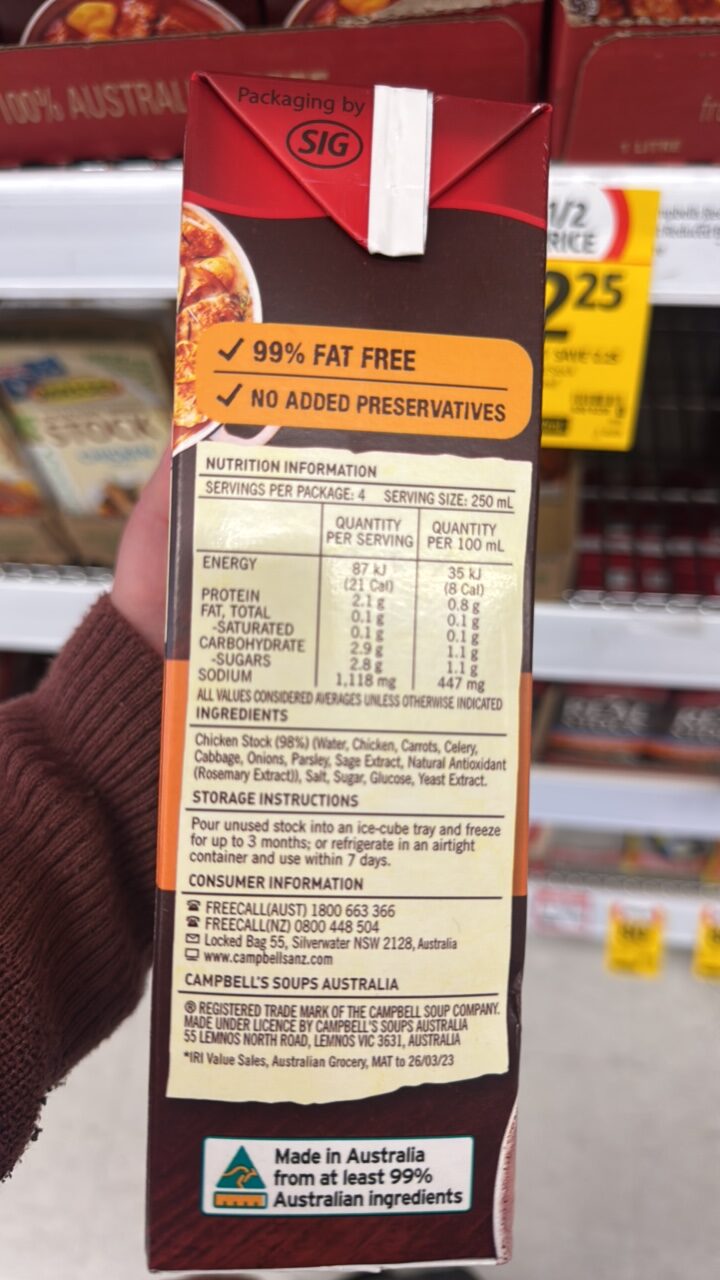 100% AUSTRAL
Packaging by
SIG
1 LITRE
1/2
RICE
225
STOCK
✓ 99% FAT FREE
✓ NO ADDED PRESERVATIVES
NUTRITION INFORMATION
SERVINGS PER PACKAGE: 4 SERVING SIZE: 250 mL
QUANTITY PER SERVING QUANTITY PER 100 mL
ENERGY 87 kJ 35 kJ
(21 Cal) (8 Cal)
PROTEIN 2.1 g 0.8 g
FAT, TOTAL 0.1 g 0.1 g
-SATURATED 0.1 g 0.1 g
CARBOHYDRATE 2.9 g 1.1 g
-SUGARS 2.8 g 1.1 g
SODIUM 1,118 mg 447 mg
ALL VALUES CONSIDERED AVERAGES UNLESS OTHERWISE INDICATED
INGREDIENTS
Chicken Stock (98%) (Water, Chicken, Carrots, Celery,
Cabbage, Onions, Parsley, Sage Extract, Natural Antioxidant
(Rosemary Extract)), Salt, Sugar, Glucose, Yeast Extract.
STORAGE INSTRUCTIONS
Pour unused stock into an ice-cube tray and freeze
for up to 3 months; or refrigerate in an airtight
container and use within 7 days.
CONSUMER INFORMATION
☎ FREECALL(AUST) 1800 663 366
☎ FREECALL(NZ) 0800 448 504
Locked Bag 55, Silverwater NSW 2128, Australia
www.campbellsanz.com
CAMPBELL'S SOUPS AUSTRALIA
® REGISTERED TRADE MARK OF THE CAMPBELL SOUP COMPANY.
MADE UNDER LICENCE BY CAMPBELL'S SOUPS AUSTRALIA
55 LEMNOS NORTH ROAD, LEMNOS VIC 3631, AUSTRALIA
*IRI Value Sales, Australian Grocery, MAT to 26/03/23
Made in Australia
from at least 99%
Australian ingredients